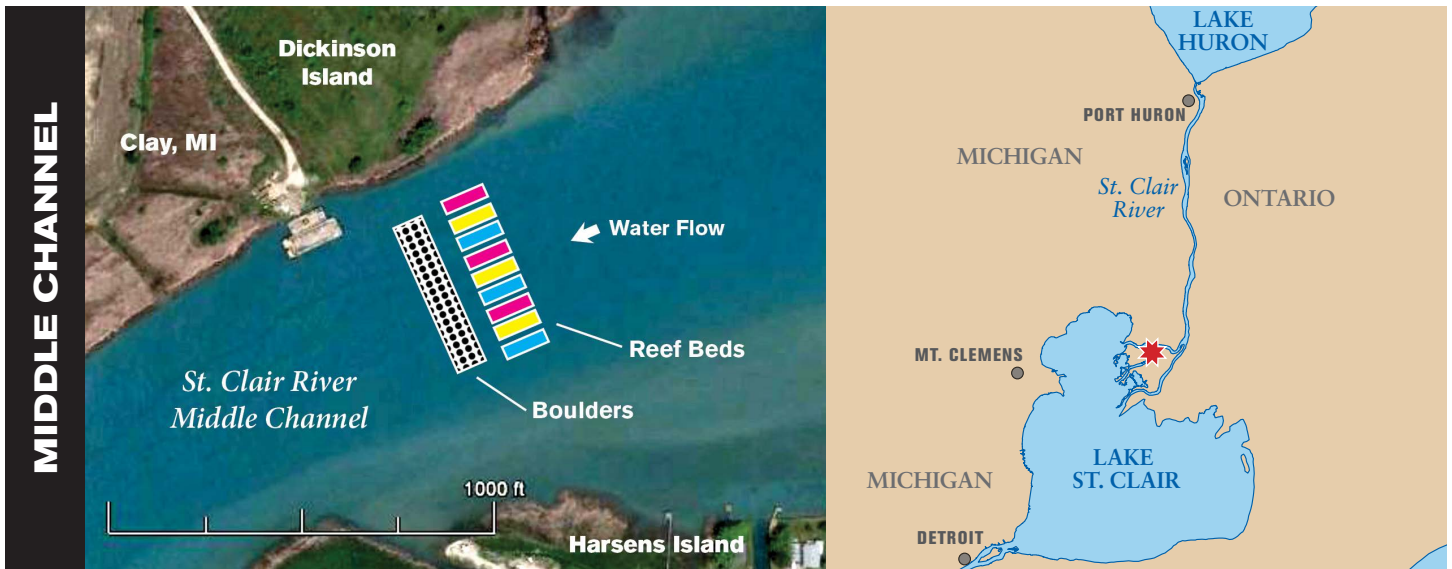 MIDDLE CHANNEL
Dickinson
Island
Clay, MI
Water Flow
Reef Beds
Boulders
St. Clair River
Middle Channel
1000 ft
Harsens Island
LAKE
HURON
PORT HURON
MICHIGAN
St. Clair
River
ONTARIO
MT. CLEMENS
LAKE
ST. CLAIR
MICHIGAN
DETROIT